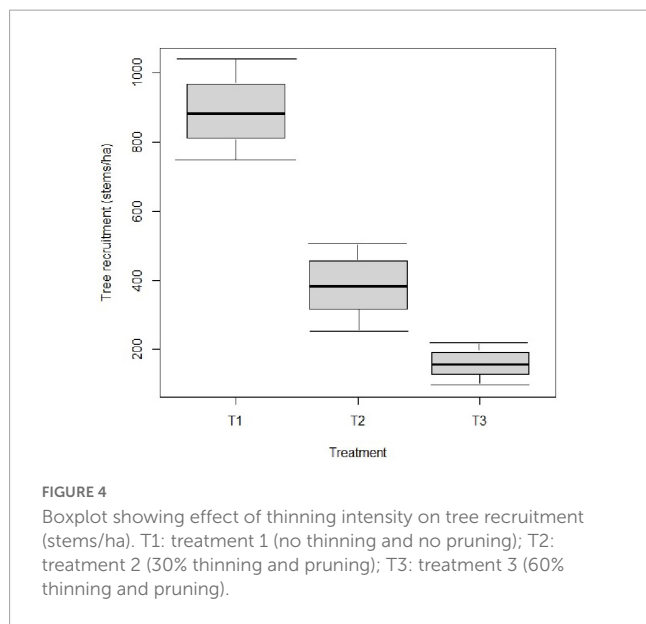 1000
800
600
400
200
Tree recruitment (stems/ha)
T1 T2 T3
Treatment
FIGURE 4
Boxplot showing effect of thinning intensity on tree recruitment
(stems/ha). T1: treatment 1 (no thinning and no pruning); T2:
treatment 2 (30% thinning and pruning); T3: treatment 3 (60%
thinning and pruning).